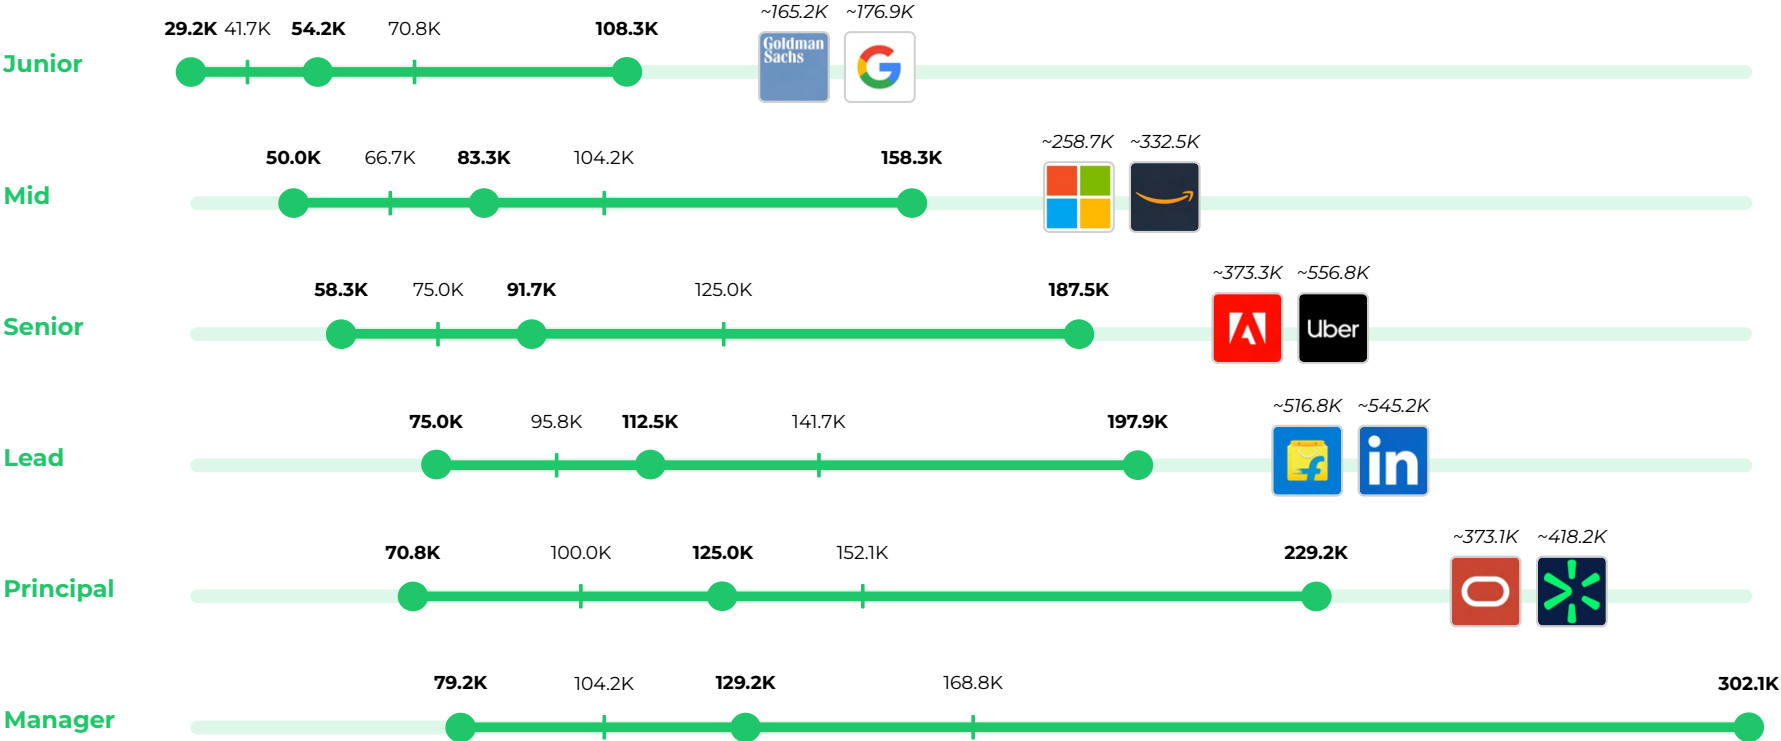 ~165.2K ~176.9K
29.2K 41.7K 54.2K 70.8K 108.3K
Goldman
Sachs
Junior
~258.7K ~332.5K
50.0K 66.7K 83.3K 104.2K 158.3K
Mid
~373.3K ~556.8K
58.3K 75.0K 91.7K 125.0K 187.5K
Senior
Uber
~516.8K ~545.2K
75.0K 95.8K 112.5K 141.7K 197.9K
Lead
in
~373.1K ~418.2K
70.8K 100.0K 125.0K 152.1K 229.2K
Principal
79.2K 104.2K 129.2K 168.8K 302.1K
Manager